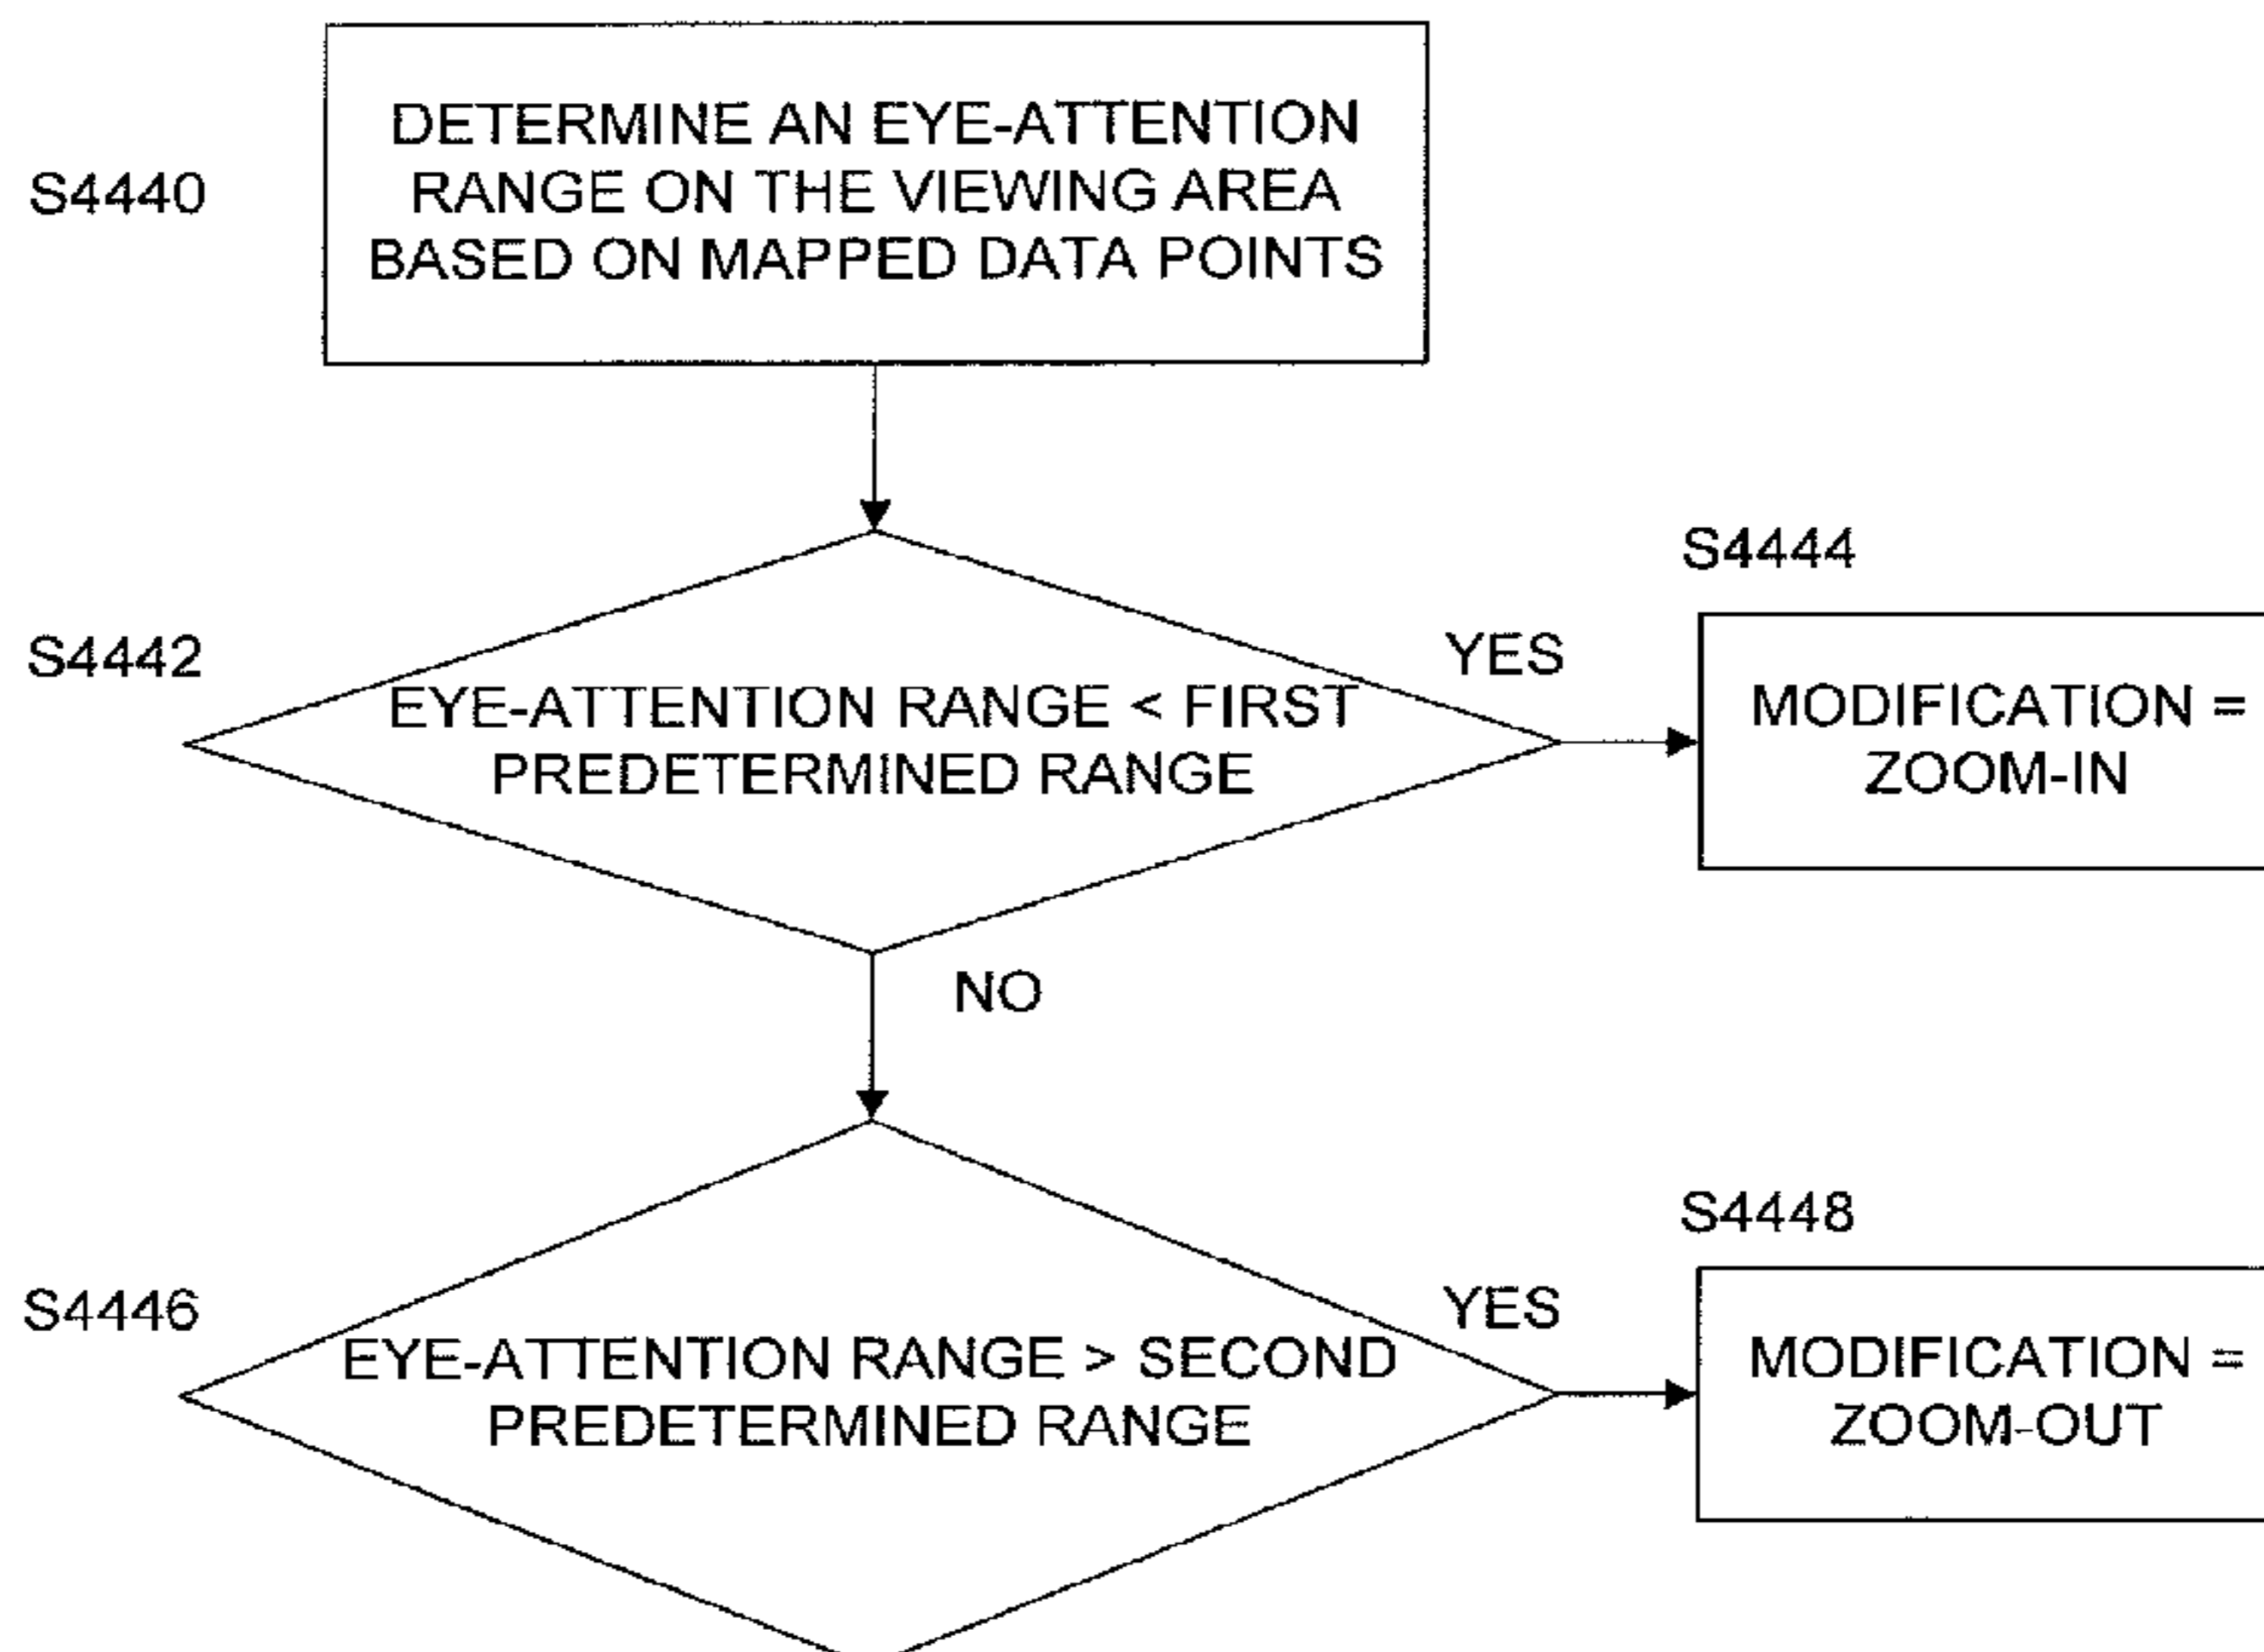 S4440
DETERMINE AN EYE-ATTENTION
RANGE ON THE VIEWING AREA
BASED ON MAPPED DATA POINTS
S4442
EYE-ATTENTION RANGE < FIRST
PREDETERMINED RANGE
YES
S4444
MODIFICATION =
ZOOM-IN
NO
S4446
EYE-ATTENTION RANGE > SECOND
PREDETERMINED RANGE
YES
S4448
MODIFICATION =
ZOOM-OUT